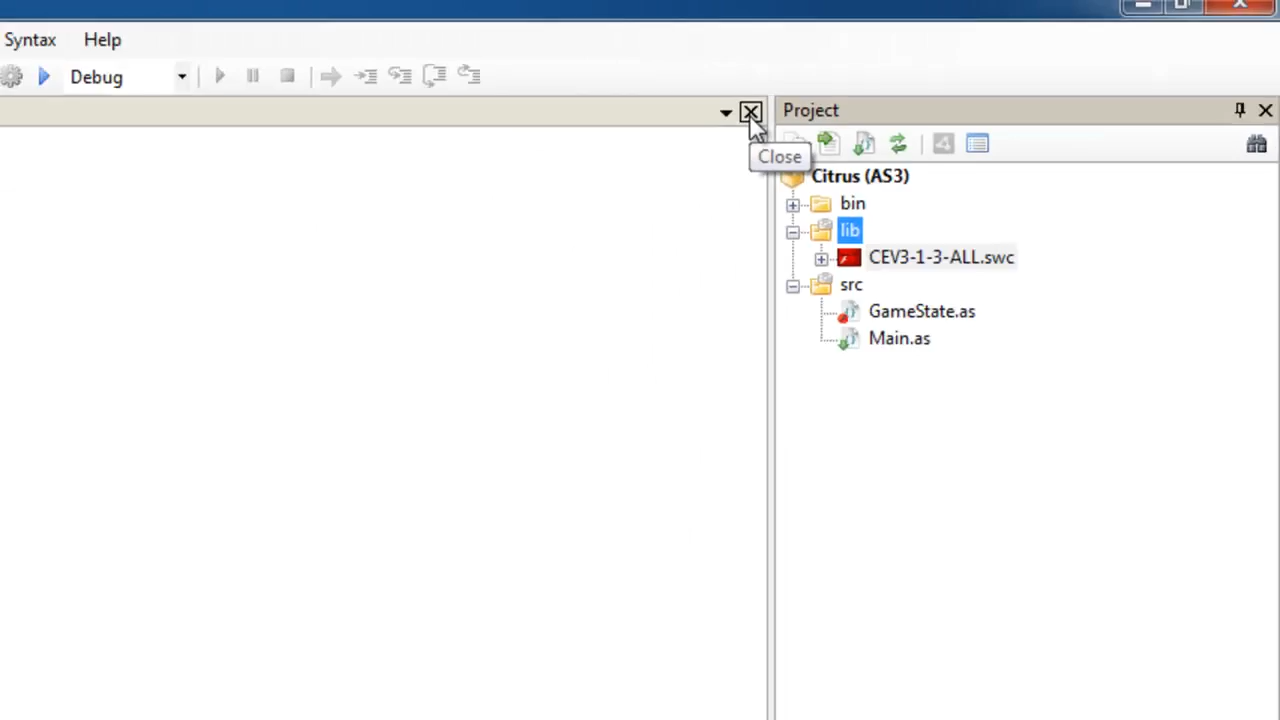 Syntax Help
Debug
Project
Close
Citrus (AS3)
bin
lib
CEV3-1-3-ALL.swc
src
GameState.as
Main.as